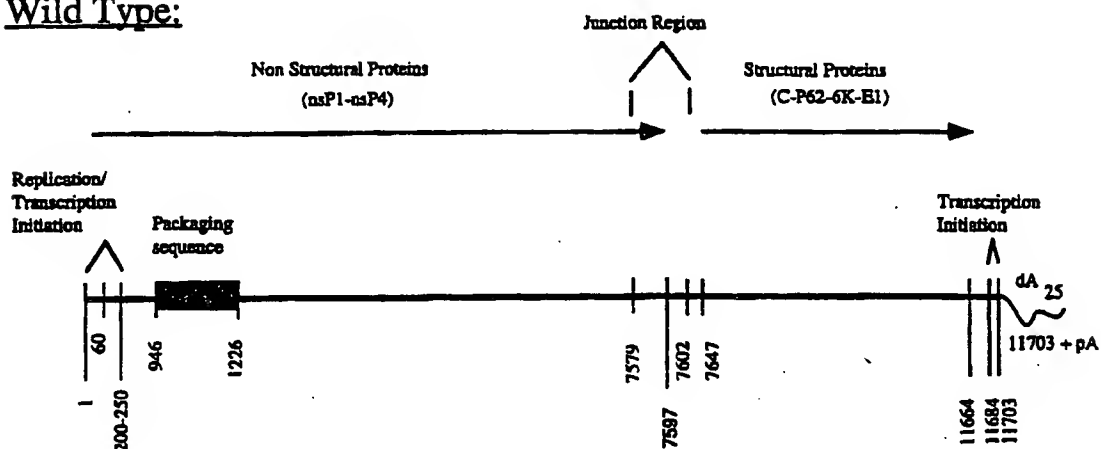 Wild Type:
Junction Region
Non Structural Proteins
(nsP1-nsP4)
Structural Proteins
(C-P62-6K-E1)
Replication/
Transcription
Initiation
Packaging
sequence
Transcription
Initiation
dA 25
11703 + pA
1
60
200-250
946
1226
7579
7597
7602
7647
11664
11684
11703